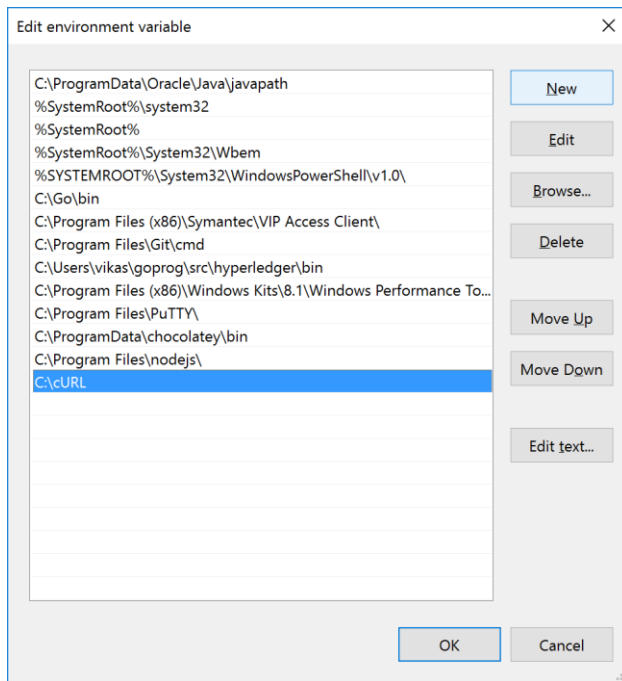 Edit environment variable
C:\ProgramData\Oracle\Java\javapath
%SystemRoot%\system32
%SystemRoot%
%SystemRoot%\System32\Wbem
%SYSTEMROOT%\System32\WindowsPowerShell\v1.0\
C:\Go\bin
C:\Program Files (x86)\Symantec\VIP Access Client\
C:\Program Files\Git\cmd
C:\Users\vikas\goprog\src\hyperledger\bin
C:\Program Files (x86)\Windows Kits\8.1\Windows Performance To...
C:\Program Files\PuTTY\
C:\ProgramData\chocolatey\bin
C:\Program Files\nodejs\
C:\cURL
New
Edit
Browse...
Delete
Move Up
Move Down
Edit text...
OK
Cancel